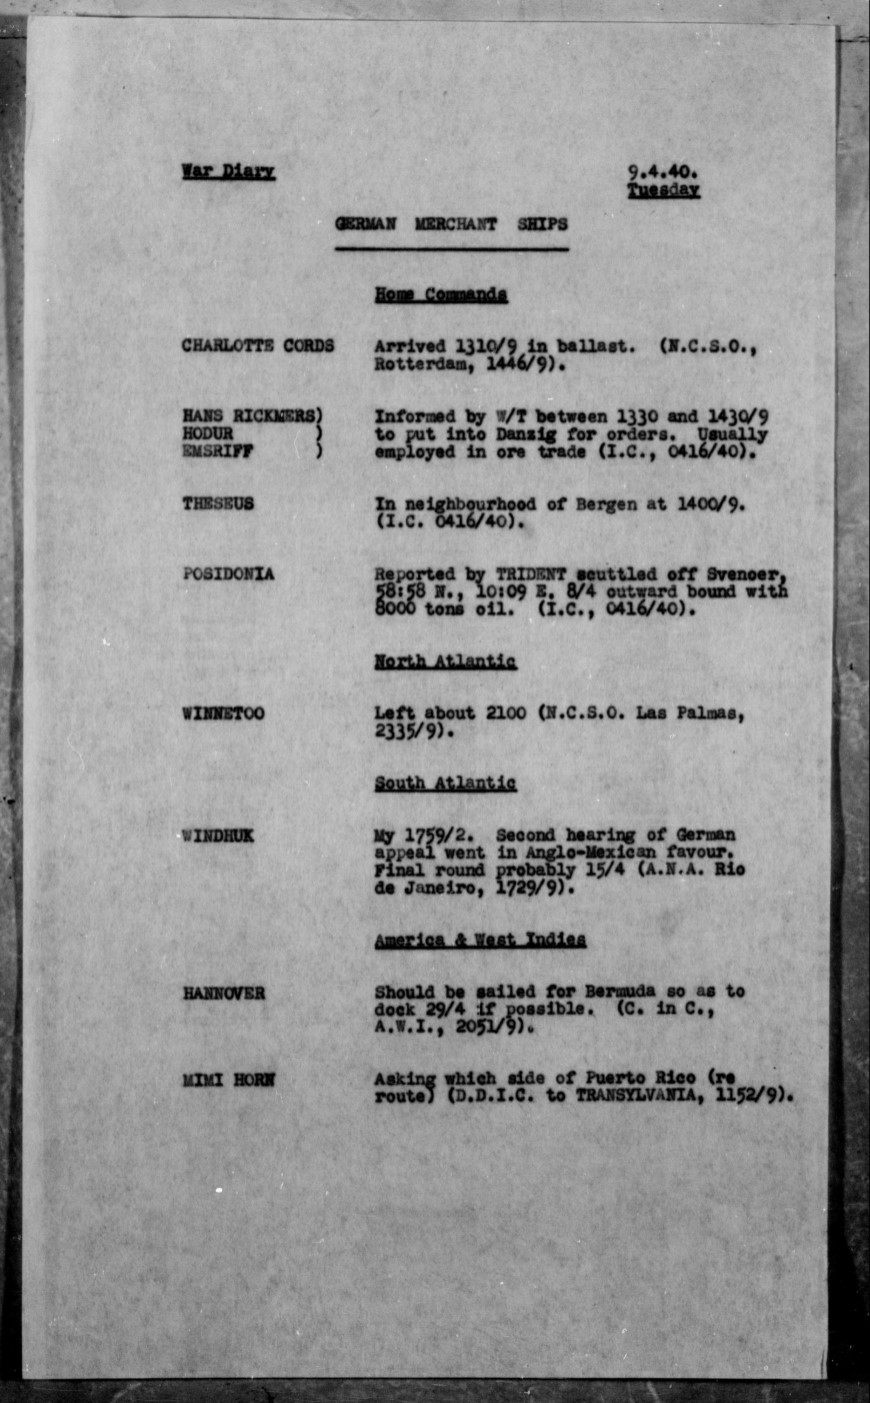 War Diary 9.4.40.
Tuesday
GERMAN MERCHANT SHIPS
Home Commands
CHARLOTTE CORDS Arrived 1310/9 in ballast. (N.C.S.O.,
Rotterdam, 1446/9).
HANS RICKMERS) Informed by W/T between 1330 and 1430/9
HODUR ) to put into Danzig for orders. Usually
EMSRIFF ) employed in ore trade (I.C., 0416/40).
THESEUS In neighbourhood of Bergen at 1400/9.
(I.C. 0416/40).
POSIDONIA Reported by TRIDENT scuttled off Svenoer,
58:58 N., 10:09 E. 8/4 outward bound with
8000 tons oil. (I.C., 0416/40).
North Atlantic
WINNETOO Left about 2100 (N.C.S.O. Las Palmas,
2335/9).
South Atlantic
WINDHUK My 1759/2. Second hearing of German
appeal went in Anglo-Mexican favour.
Final round probably 15/4 (A.N.A. Rio
de Janeiro, 1729/9).
America & West Indies
HANNOVER Should be sailed for Bermuda so as to
dock 29/4 if possible. (C. in C.,
A.W.I., 2051/9).
MIMI HORN Asking which side of Puerto Rico (re
route) (D.D.I.C. to TRANSYLVANIA, 1152/9).